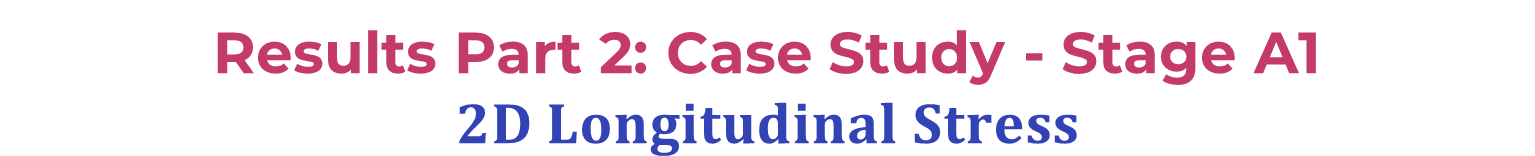 Results Part 2: Case Study - Stage A1
2D Longitudinal Stress